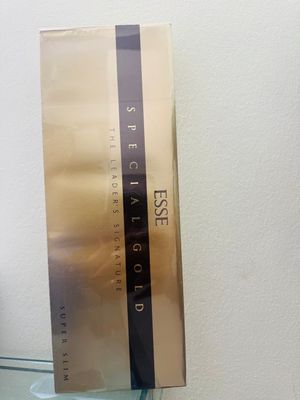 ESSE
SPECIAL GOLD
THE LEADER'S SIGNATURE
SUPER SLIM